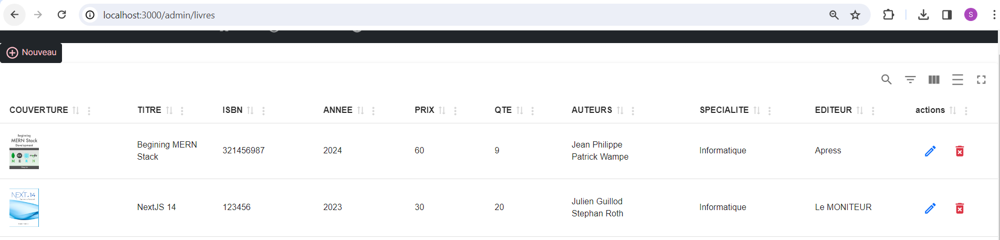 localhost:3000/admin/livres
S
Nouveau
COUVERTURE TITRE ISBN ANNEE PRIX QTE AUTEURS SPECIALITE EDITEUR actions
Beginning
MERN Stack
Development
ex
node
M E R N
Begining MERN
Stack
321456987
2024
60
9
Jean Philippe
Patrick Wampe
Informatique
Apress
NEXT 14
NextJS 14
123456
2023
30
20
Julien Guillod
Stephan Roth
Informatique
Le MONITEUR